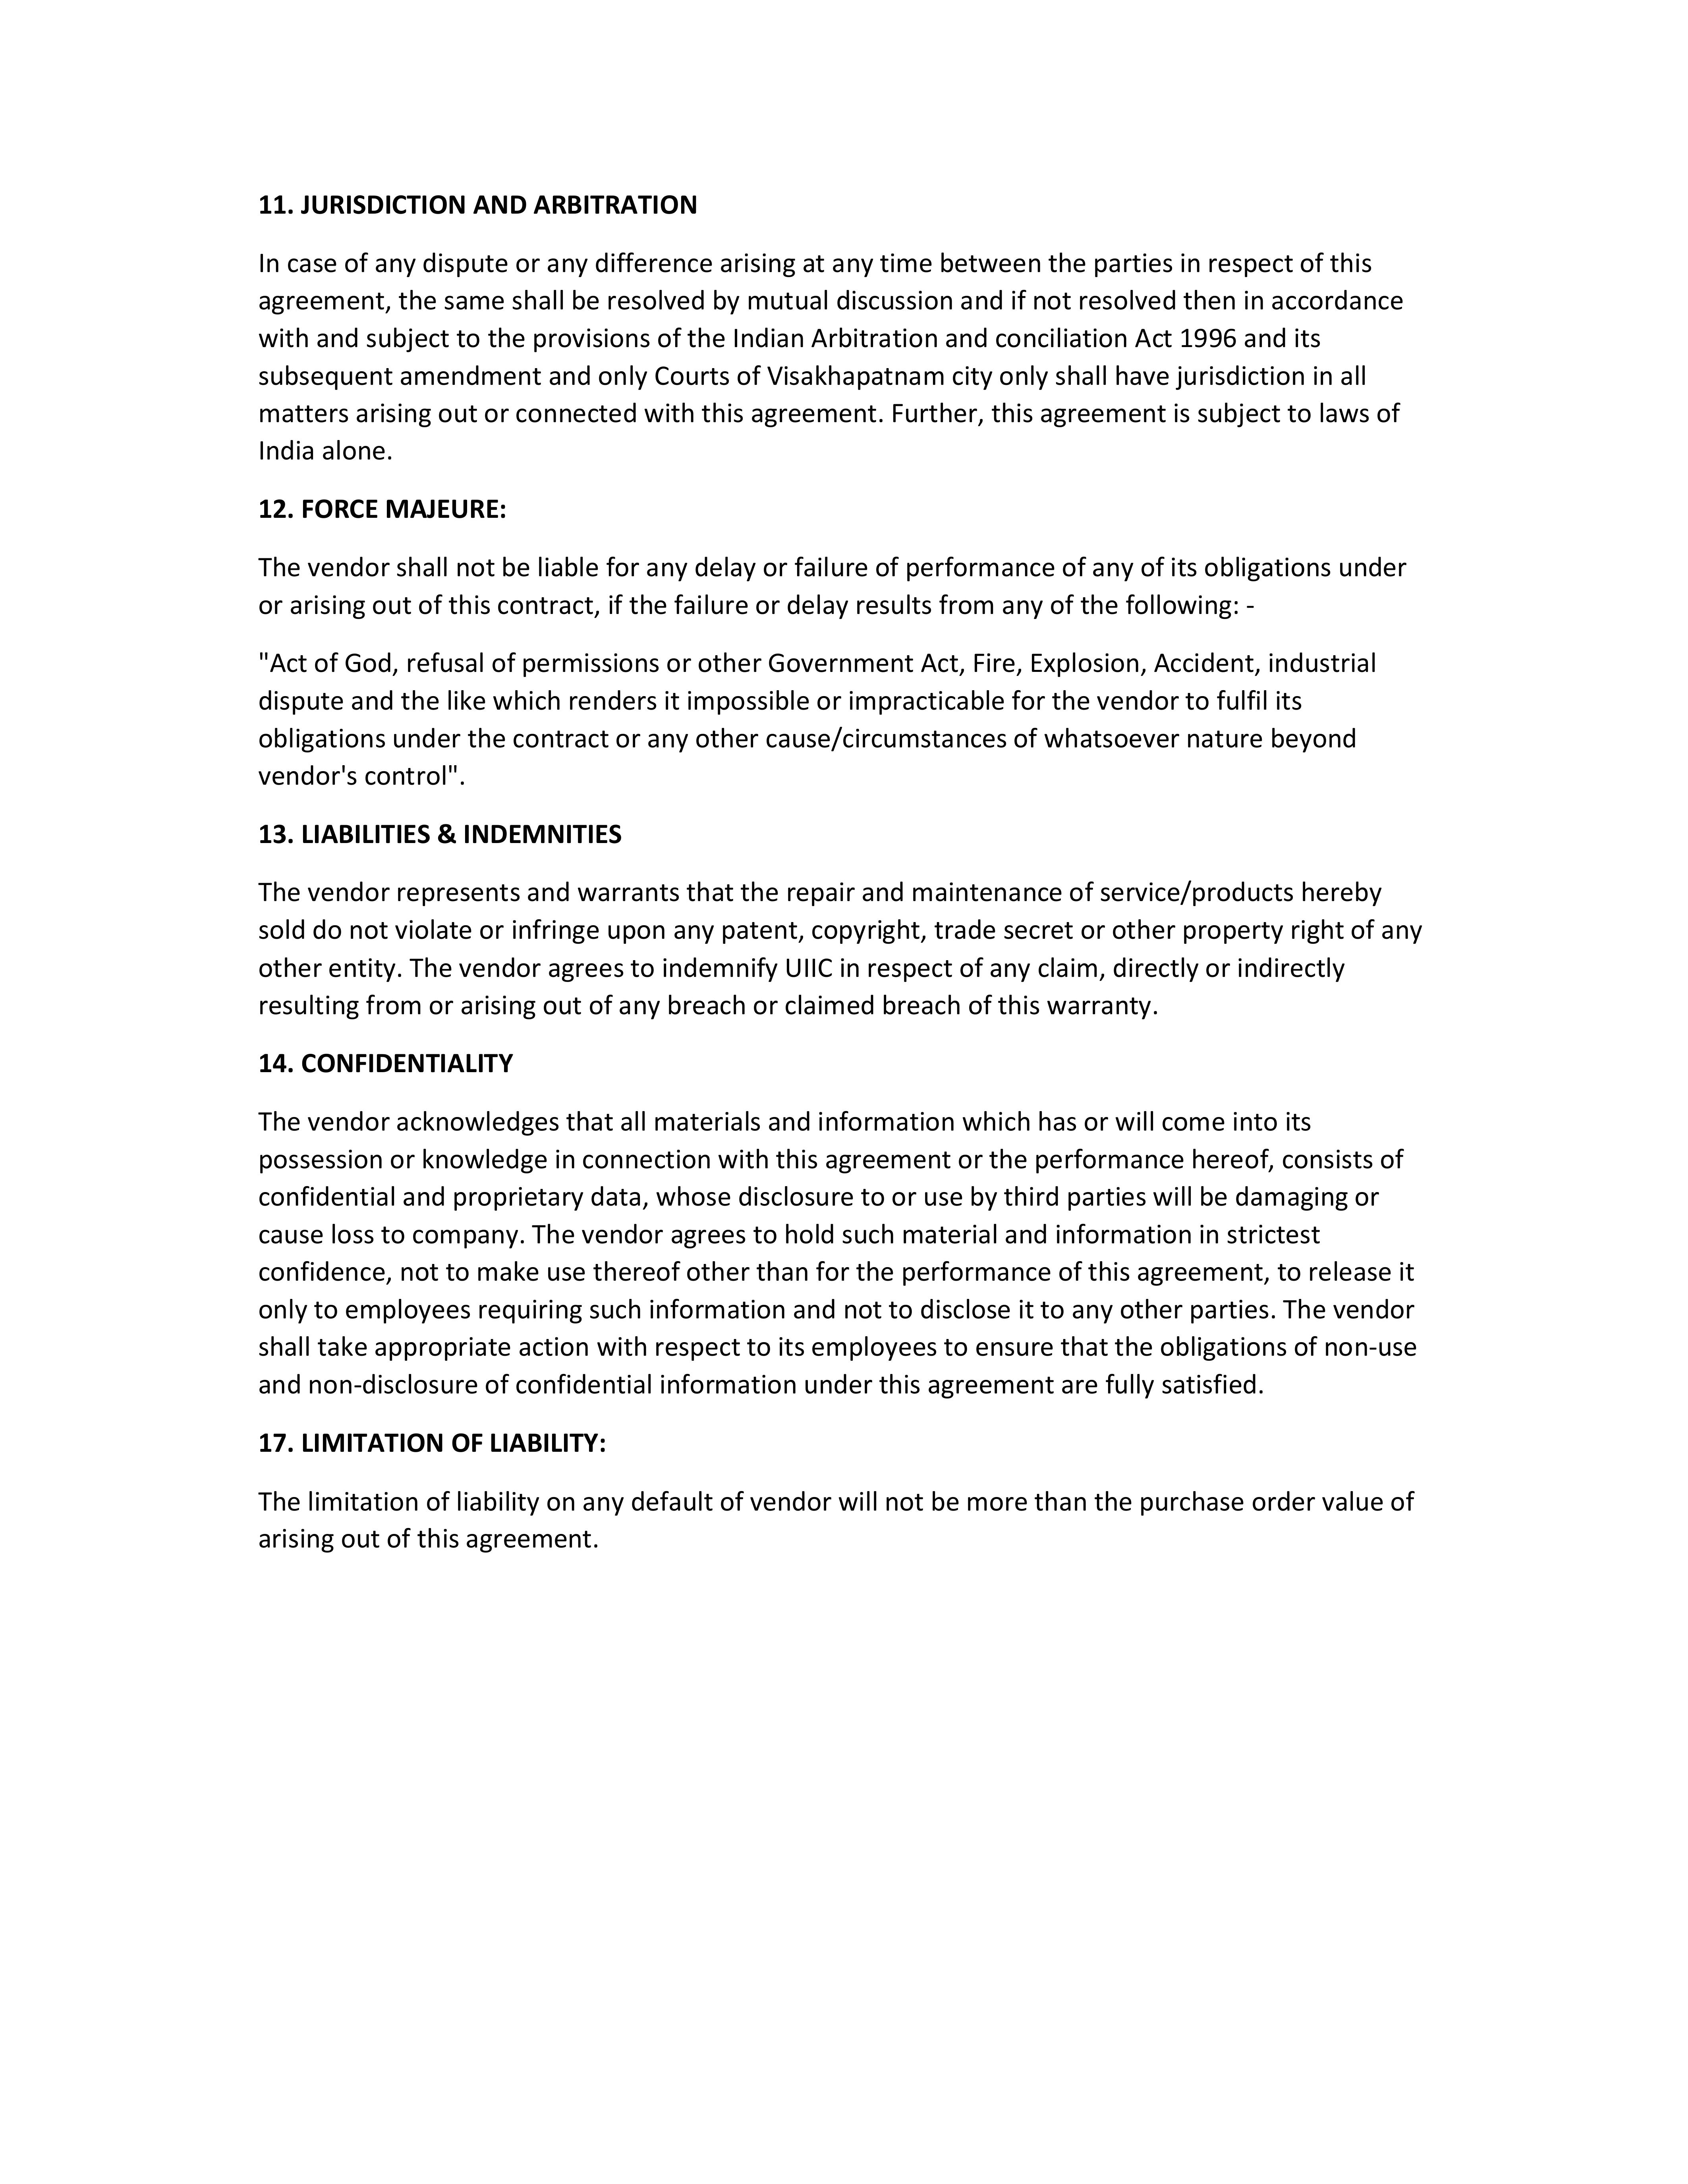 11. JURISDICTION AND ARBITRATION
In case of any dispute or any difference arising at any time between the parties in respect of this
agreement, the same shall be resolved by mutual discussion and if not resolved then in accordance
with and subject to the provisions of the Indian Arbitration and conciliation Act 1996 and its
subsequent amendment and only Courts of Visakhapatnam city only shall have jurisdiction in all
matters arising out or connected with this agreement. Further, this agreement is subject to laws of
India alone.
12. FORCE MAJEURE:
The vendor shall not be liable for any delay or failure of performance of any of its obligations under
or arising out of this contract, if the failure or delay results from any of the following: -
"Act of God, refusal of permissions or other Government Act, Fire, Explosion, Accident, industrial
dispute and the like which renders it impossible or impracticable for the vendor to fulfil its
obligations under the contract or any other cause/circumstances of whatsoever nature beyond
vendor's control".
13. LIABILITIES & INDEMNITIES
The vendor represents and warrants that the repair and maintenance of service/products hereby
sold do not violate or infringe upon any patent, copyright, trade secret or other property right of any
other entity. The vendor agrees to indemnify UIIC in respect of any claim, directly or indirectly
resulting from or arising out of any breach or claimed breach of this warranty.
14. CONFIDENTIALITY
The vendor acknowledges that all materials and information which has or will come into its
possession or knowledge in connection with this agreement or the performance hereof, consists of
confidential and proprietary data, whose disclosure to or use by third parties will be damaging or
cause loss to company. The vendor agrees to hold such material and information in strictest
confidence, not to make use thereof other than for the performance of this agreement, to release it
only to employees requiring such information and not to disclose it to any other parties. The vendor
shall take appropriate action with respect to its employees to ensure that the obligations of non-use
and non-disclosure of confidential information under this agreement are fully satisfied.
17. LIMITATION OF LIABILITY:
The limitation of liability on any default of vendor will not be more than the purchase order value of
arising out of this agreement.